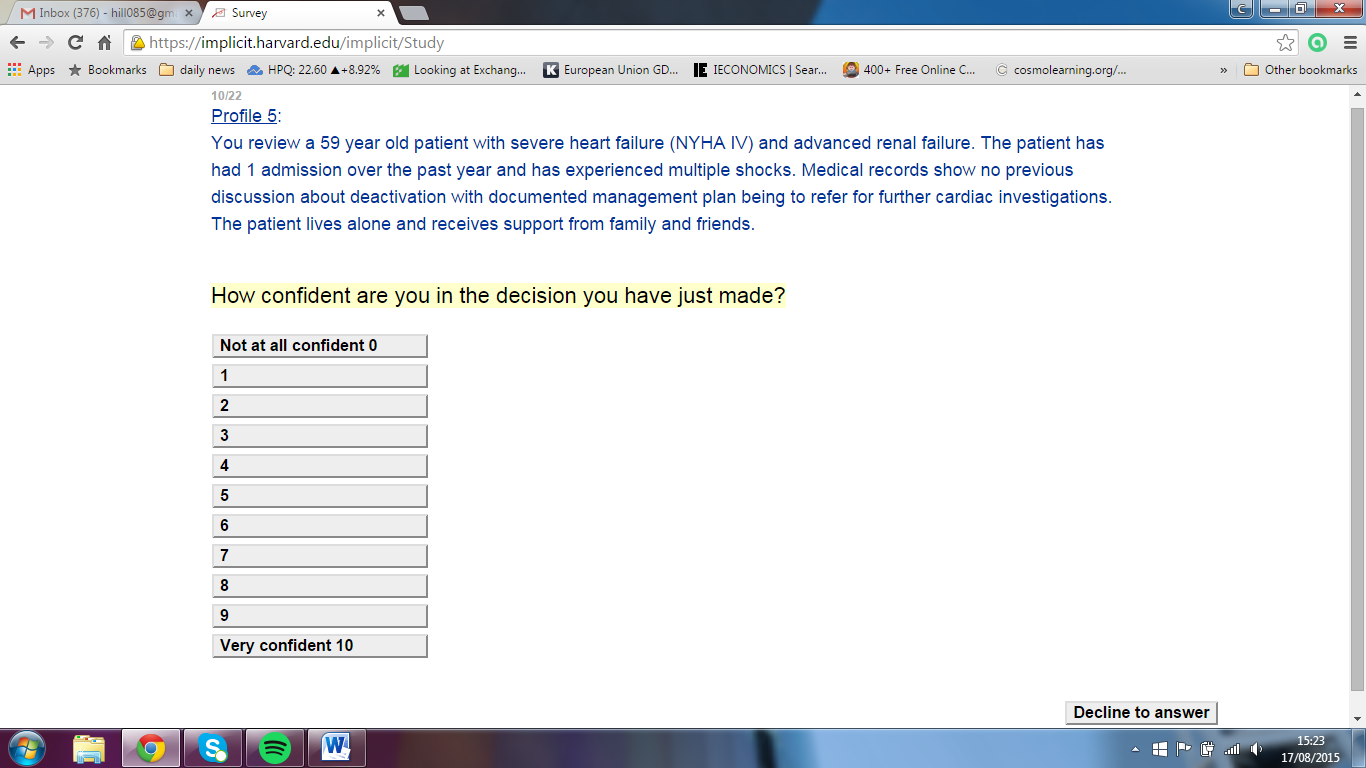 Inbox (376) - hill085@gm
Survey
https://implicit.harvard.edu/implicit/Study
Apps Bookmarks daily news HPQ: 22.60 ▲+8.92% Looking at Exchang... European Union GD... IECONOMICS | Sear... 400+ Free Online C... cosmolearning.org/... » Other bookmarks
10/22
Profile 5:
You review a 59 year old patient with severe heart failure (NYHA IV) and advanced renal failure. The patient has
had 1 admission over the past year and has experienced multiple shocks. Medical records show no previous
discussion about deactivation with documented management plan being to refer for further cardiac investigations.
The patient lives alone and receives support from family and friends.
How confident are you in the decision you have just made?
Not at all confident 0
1
2
3
4
5
6
7
8
9
Very confident 10
Decline to answer
15:23
17/08/2015